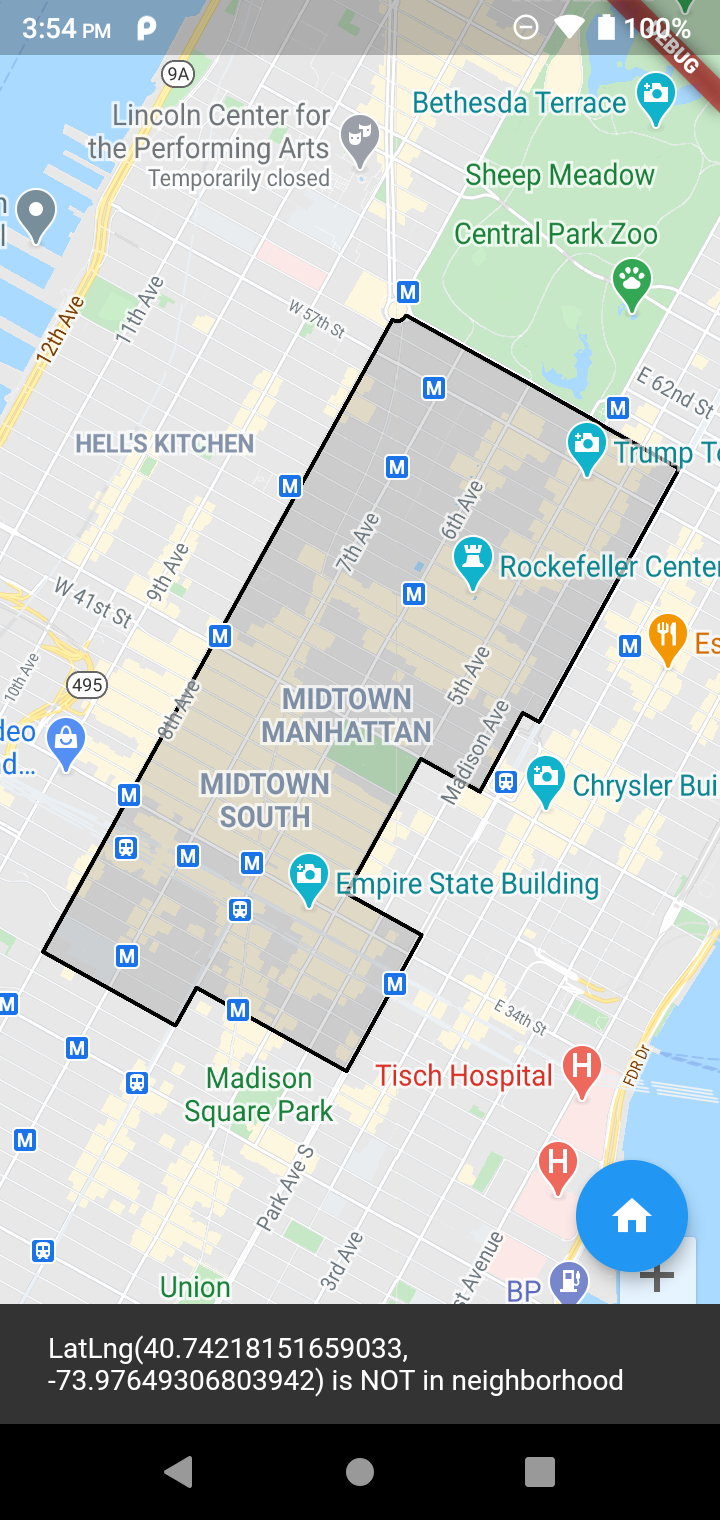 3:54 PM
100%
DEBUG
9A
Bethesda Terrace
Lincoln Center for
the Performing Arts
Temporarily closed
Sheep Meadow
Central Park Zoo
M
11th Ave
12th Ave
W 57th St
E 62nd St
M
M
HELL'S KITCHEN
Trump T
M
M
6th Ave
7th Ave
9th Ave
Rockefeller Center
W 41st St
M
M
M
Es
10th Ave
495
5th Ave
8th Ave
MIDTOWN
MANHATTAN
Madison Ave
deo
nd...
MIDTOWN
SOUTH
Chrysler Bui
M
M
M
Empire State Building
M
M
M
M
E 34th St
M
Madison
Square Park
Tisch Hospital
H
FDR Dr
M
H
Park Ave S
3rd Ave
st Avenue
Union
BP
+
LatLng(40.74218151659033,
-73.97649306803942) is NOT in neighborhood